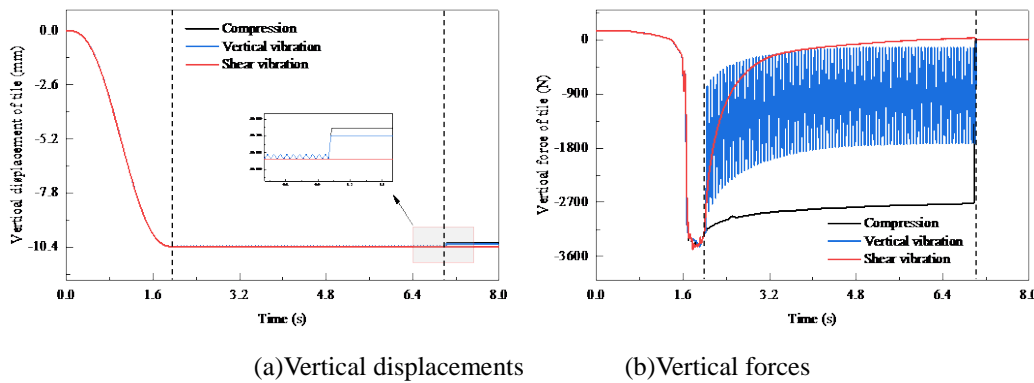 Vertical displacement of tile (mm)
0.0
-2.6
-5.2
-7.8
-10.4
Compression
Vertical vibration
Shear vibration
0.0 1.6 3.2 4.8 6.4 8.0
Time (s)
Vertical force of tile (N)
0
-900
-1800
-2700
-3600
Compression
Vertical vibration
Shear vibration
0.0 1.6 3.2 4.8 6.4 8.0
Time (s)
(a)Vertical displacements (b)Vertical forces